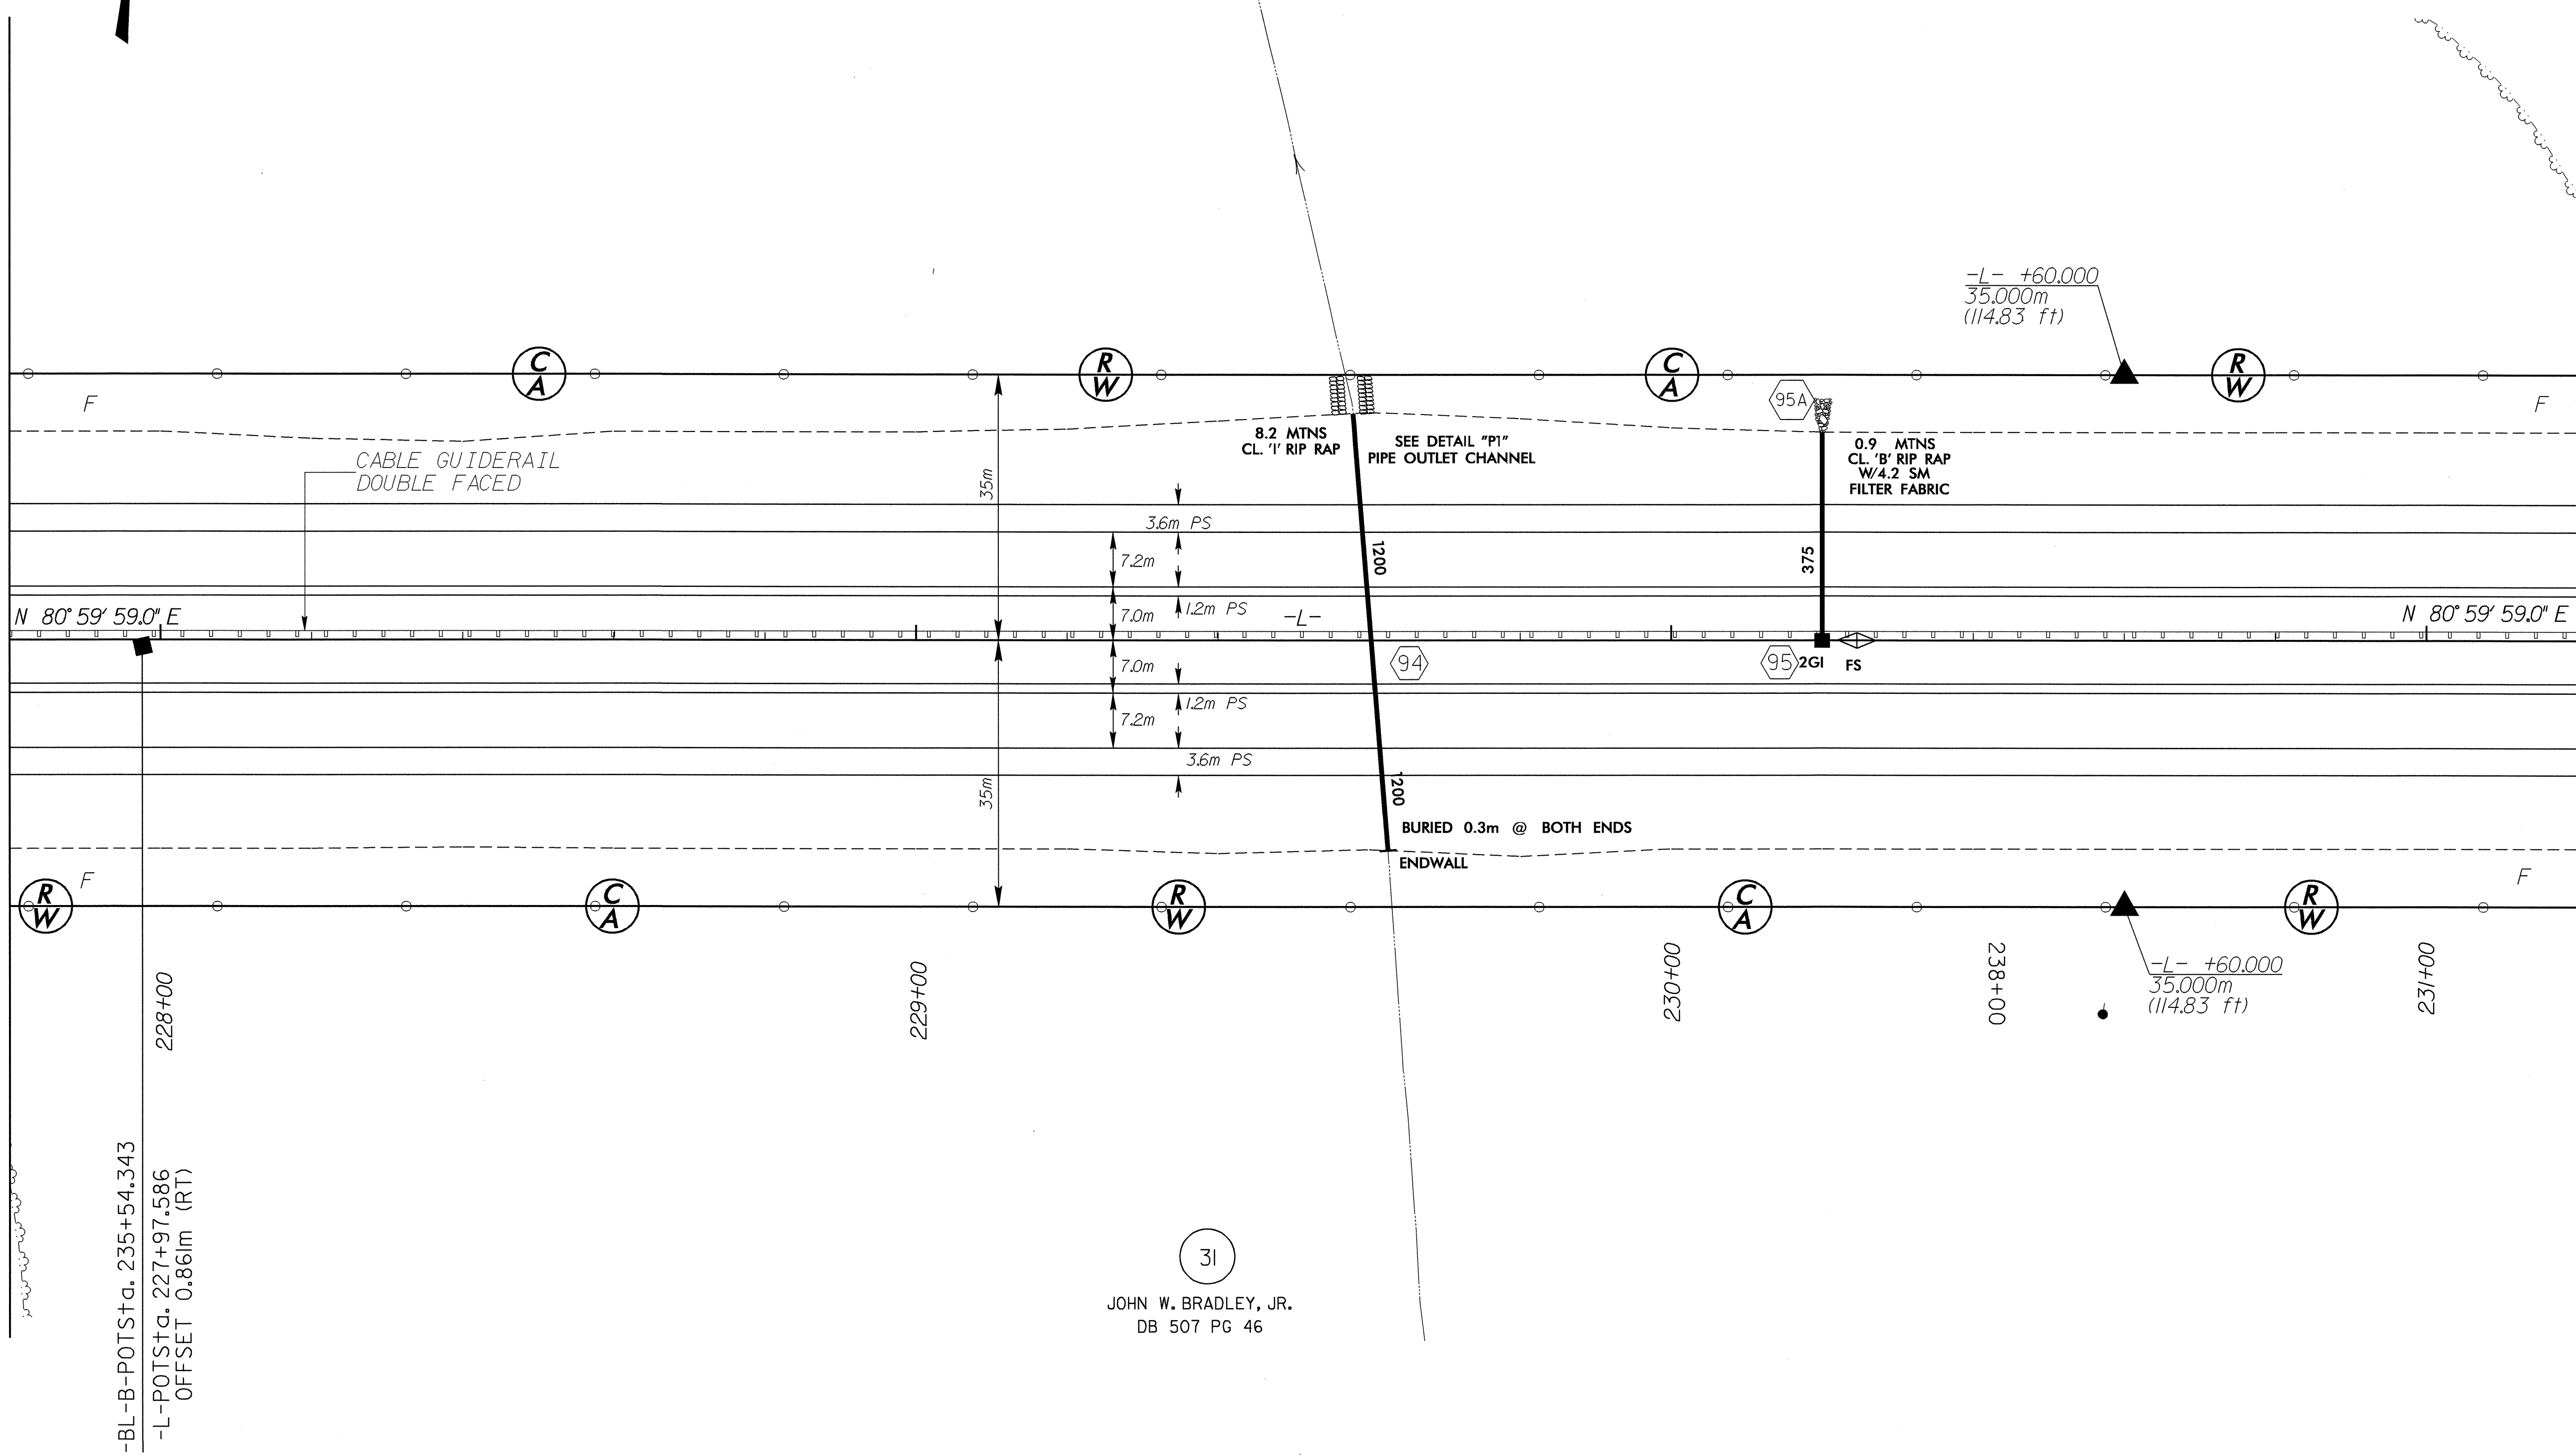 -L- +60.000
35.000m
(114.83 ft)
C
A
R
W
C
A
R
W
F
F
95A
8.2 MTNS
CL. 'I' RIP RAP
SEE DETAIL "P1"
PIPE OUTLET CHANNEL
0.9 MTNS
CL. 'B' RIP RAP
W/4.2 SM
FILTER FABRIC
CABLE GUIDERAIL
DOUBLE FACED
35m
3.6m PS
7.2m
1200
375
1.2m PS
7.0m
-L-
N 80° 59' 59.0" E
N 80° 59' 59.0" E
7.0m
94
95
2GI
FS
1.2m PS
7.2m
3.6m PS
35m
1200
BURIED 0.3m @ BOTH ENDS
ENDWALL
F
F
R
W
C
A
R
W
C
A
R
W
228+00
229+00
230+00
238+00
231+00
-L- +60.000
35.000m
(114.83 ft)
-BL-B-POTSta. 235+54.343
-L-POTSta. 227+97.586
OFFSET 0.861m (RT)
31
JOHN W. BRADLEY, JR.
DB 507 PG 46